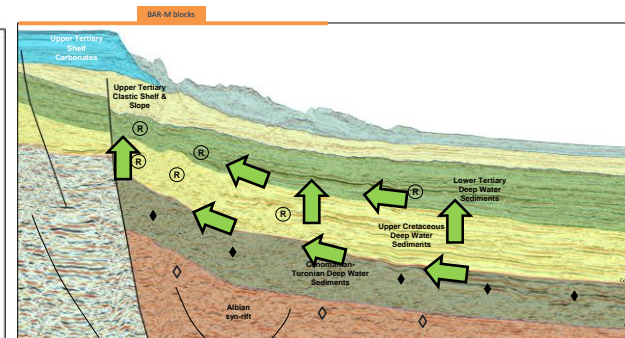 BAR-M blocks
Upper Tertiary
Shelf
Carbonales
Upper Tertiary
Clastic Shelf &
Slope
R
R
R
R
R
R
Lower Tertiary
Deep Water
Sediments
Upper Cretaceous
Deep Water
Sediments
Cenomanian-
Turonian Deep Water
Sediments
Albian
syn-rift